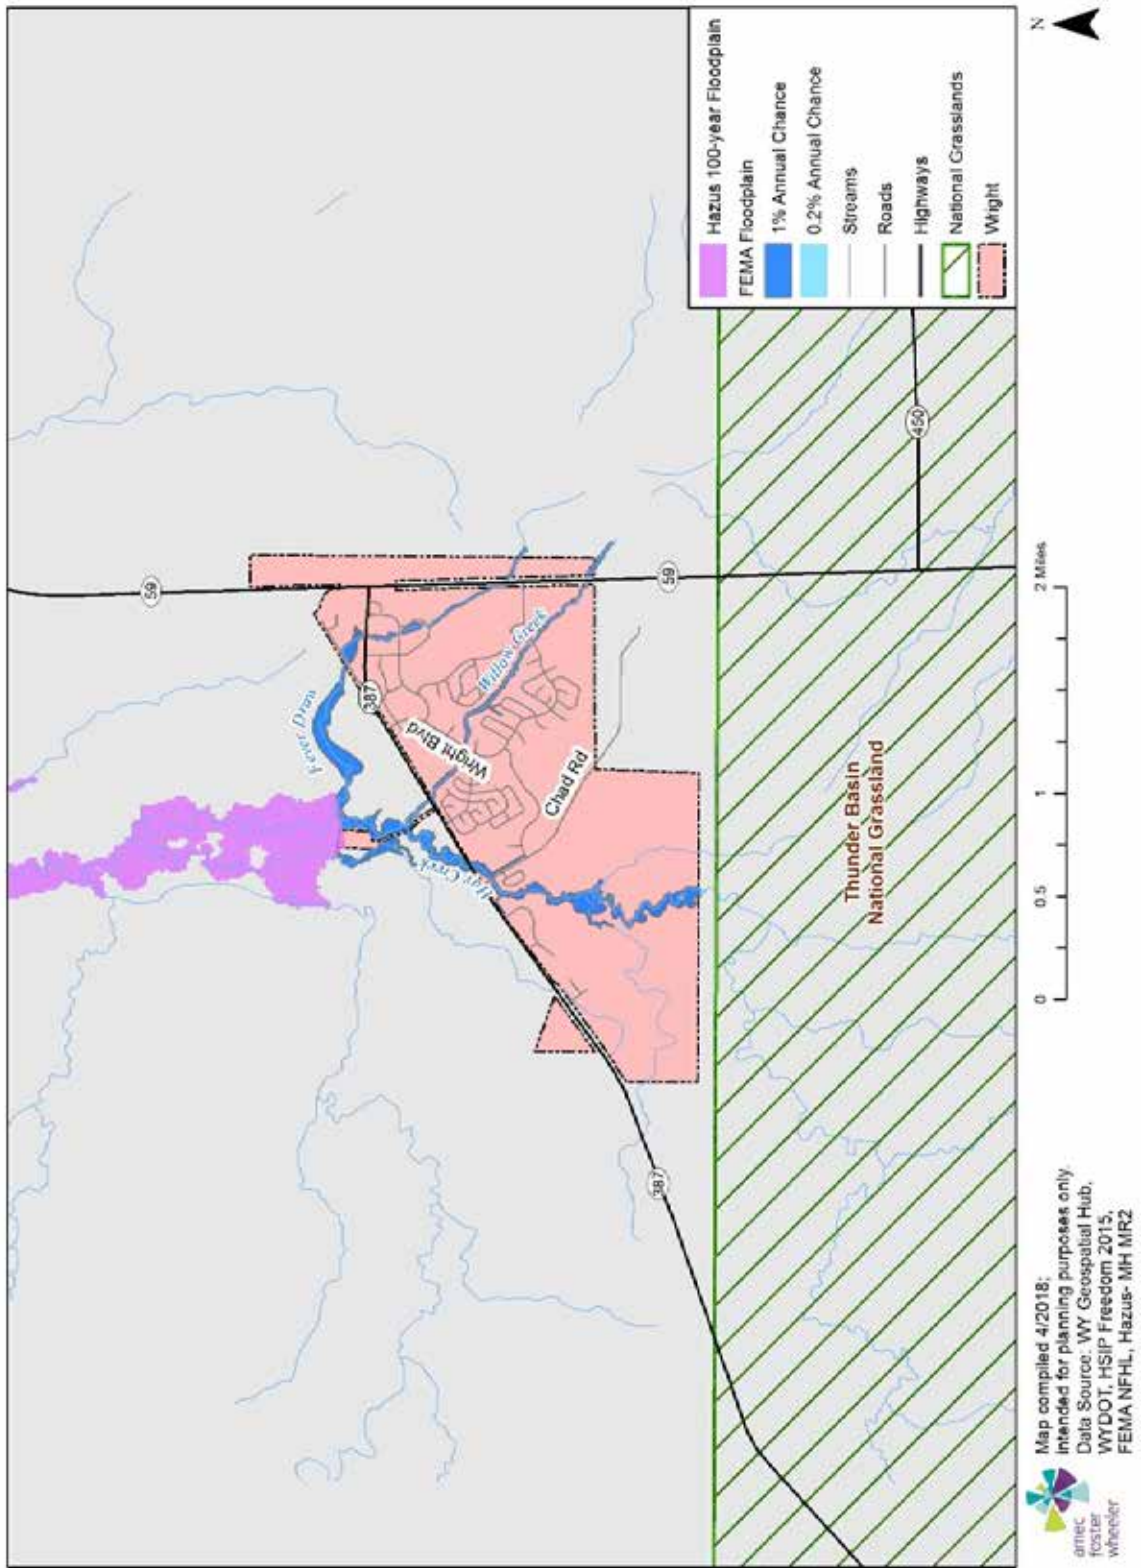 59
387
Reno Draw
Willow Creek
Wright Blvd
Chad Rd
Hay Creek
59
387
450
Thunder Basin
National Grassland
Hazus 100-year Floodplain
FEMA Floodplain
1% Annual Chance
0.2% Annual Chance
Streams
Roads
Highways
National Grasslands
Wright
N
0 0.5 1 2 Miles
amec
foster
wheeler
Map compiled 4/2018;
intended for planning purposes only.
Data Source: WY Geospatial Hub,
WYDOT, HSIP Freedom 2015,
FEMA NFHL, Hazus- MH MR2